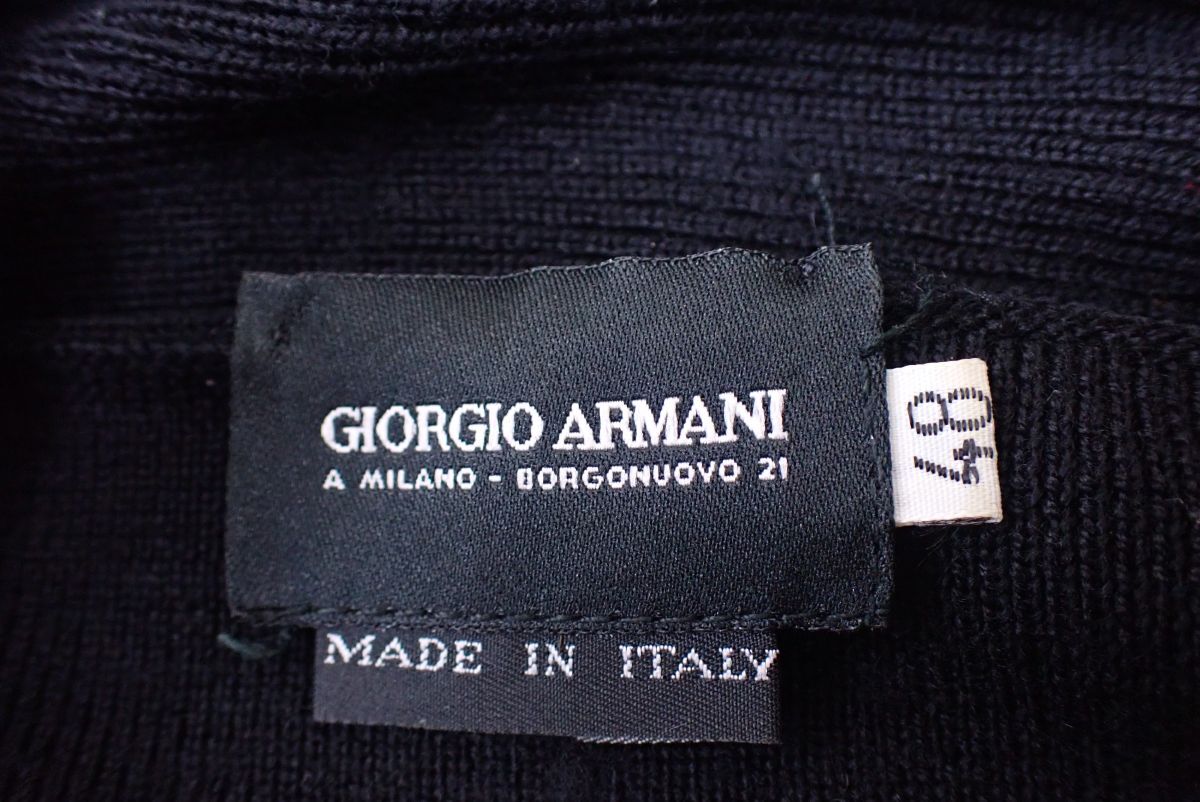 GIORGIO ARMANI
A MILANO - BORGONUOVO 21
48
MADE IN ITALY